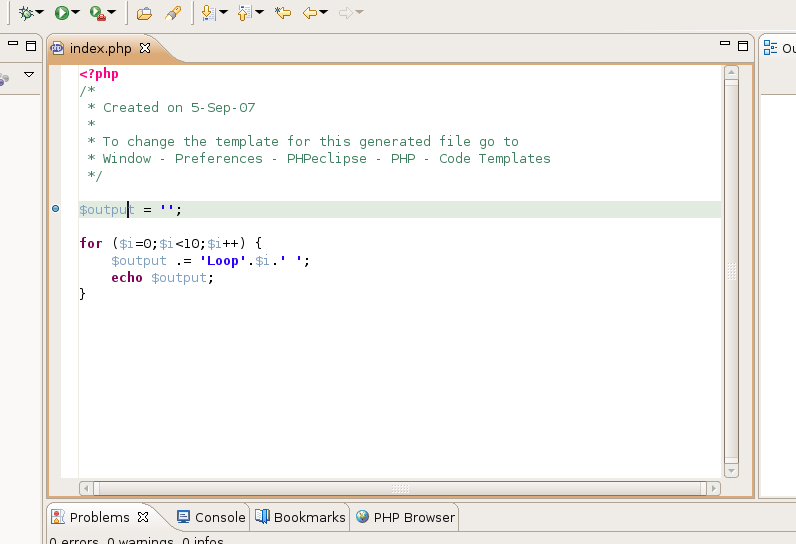 index.php
Ou
<?php
/*
 * Created on 5-Sep-07
 *
 * To change the template for this generated file go to
 * Window - Preferences - PHPeclipse - PHP - Code Templates
 */
$output = '';
for ($i=0;$i<10;$i++) {
    $output .= 'Loop'.$i.' ';
    echo $output;
}
Problems Console Bookmarks PHP Browser
0 errors, 0 warnings, 0 infos